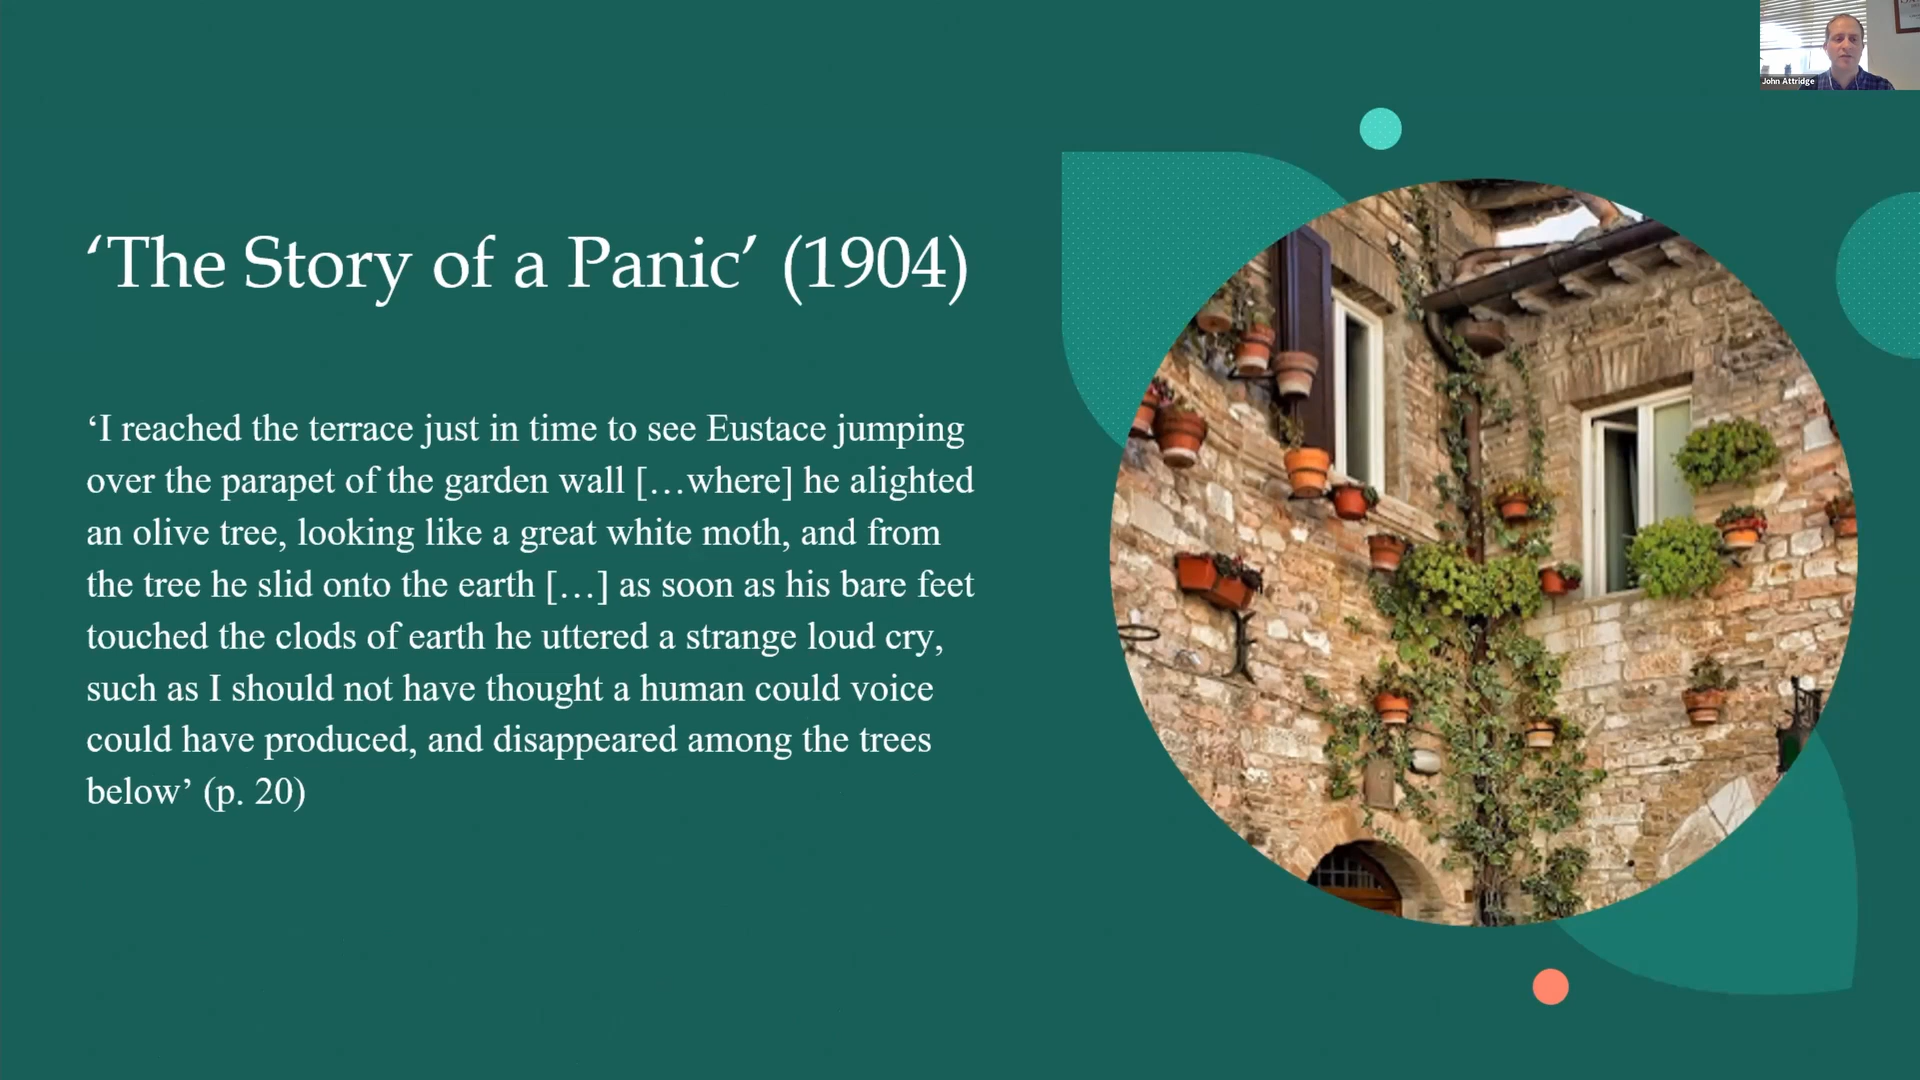 John Attridge
‘The Story of a Panic’ (1904)
‘I reached the terrace just in time to see Eustace jumping
over the parapet of the garden wall […where] he alighted
an olive tree, looking like a great white moth, and from
the tree he slid onto the earth […] as soon as his bare feet
touched the clods of earth he uttered a strange loud cry,
such as I should not have thought a human could voice
could have produced, and disappeared among the trees
below’ (p. 20)